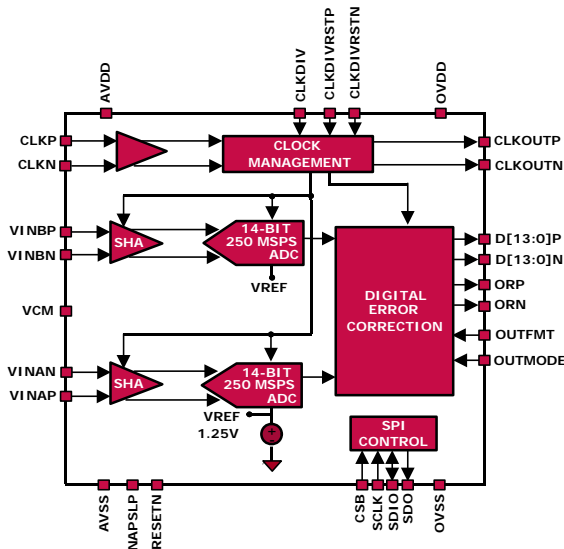 AVDD
CLKDIV
CLKDIVRSTP
CLKDIVRSTN
OVDD
CLKP
CLKN
CLOCK
MANAGEMENT
CLKOUTP
CLKOUTN
VINBP
VINBN
SHA
14-BIT
250 MSPS
ADC
VREF
D[13:0]P
D[13:0]N
ORP
ORN
OUTFMT
OUTMODE
DIGITAL
ERROR
CORRECTION
VCM
VINAN
VINAP
SHA
14-BIT
250 MSPS
ADC
VREF
1.25V
+
SPI
CONTROL
AVSS
NAPSLP
RESETN
CSB
SCLK
SDIO
SDO
OVSS